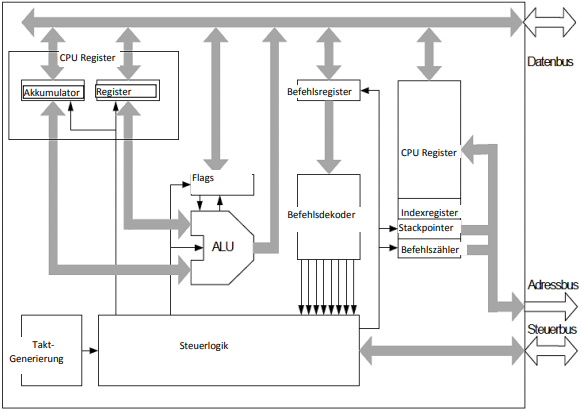 CPU Register
Datenbus
Akkumulator
Register
Befehlsregister
CPU Register
Flags
Befehlsdekoder
Indexregister
Stackpointer
ALU
Befehlszähler
Adressbus
Steuerbus
Takt-
Generierung
Steuerlogik